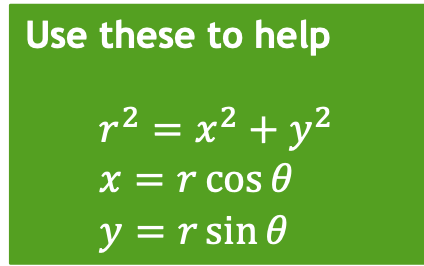 Use these to help
r² = x² + y²
x = r cos θ
y = r sin θ